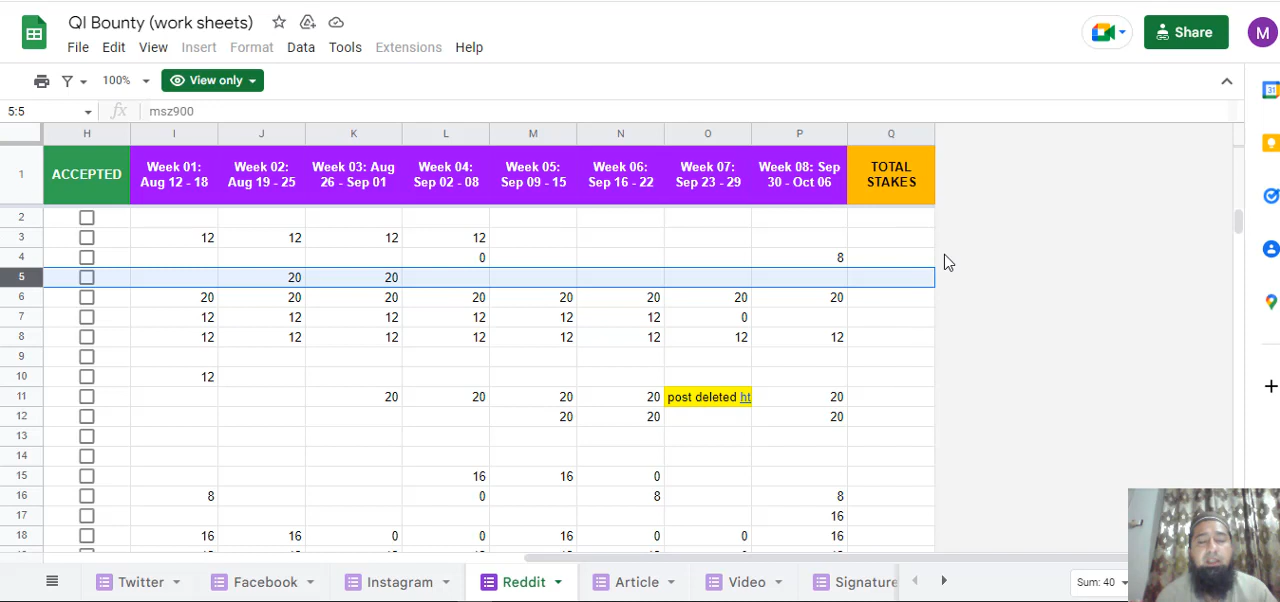 QI Bounty (work sheets)
File Edit View Insert Format Data Tools Extensions Help
Share
M
100% View only
5:5 fx msz900
31
H I J K L M N O P Q
1 ACCEPTED Week 01: Aug 12 - 18 Week 02: Aug 19 - 25 Week 03: Aug 26 - Sep 01 Week 04: Sep 02 - 08 Week 05: Sep 09 - 15 Week 06: Sep 16 - 22 Week 07: Sep 23 - 29 Week 08: Sep 30 - Oct 06 TOTAL STAKES
2
3 12 12 12 12
4 0 8
5 20 20
6 20 20 20 20 20 20 20 20
7 12 12 12 12 12 12 0
8 12 12 12 12 12 12 12 12
9
10 12
11 20 20 20 20 post deleted ht 20
12 20 20 20
13
14
15 16 16 0
16 8 0 8 8
17 16
18 16 16 0 0 16 0 0 16
Twitter Facebook Instagram Reddit Article Video Signature Sum: 40